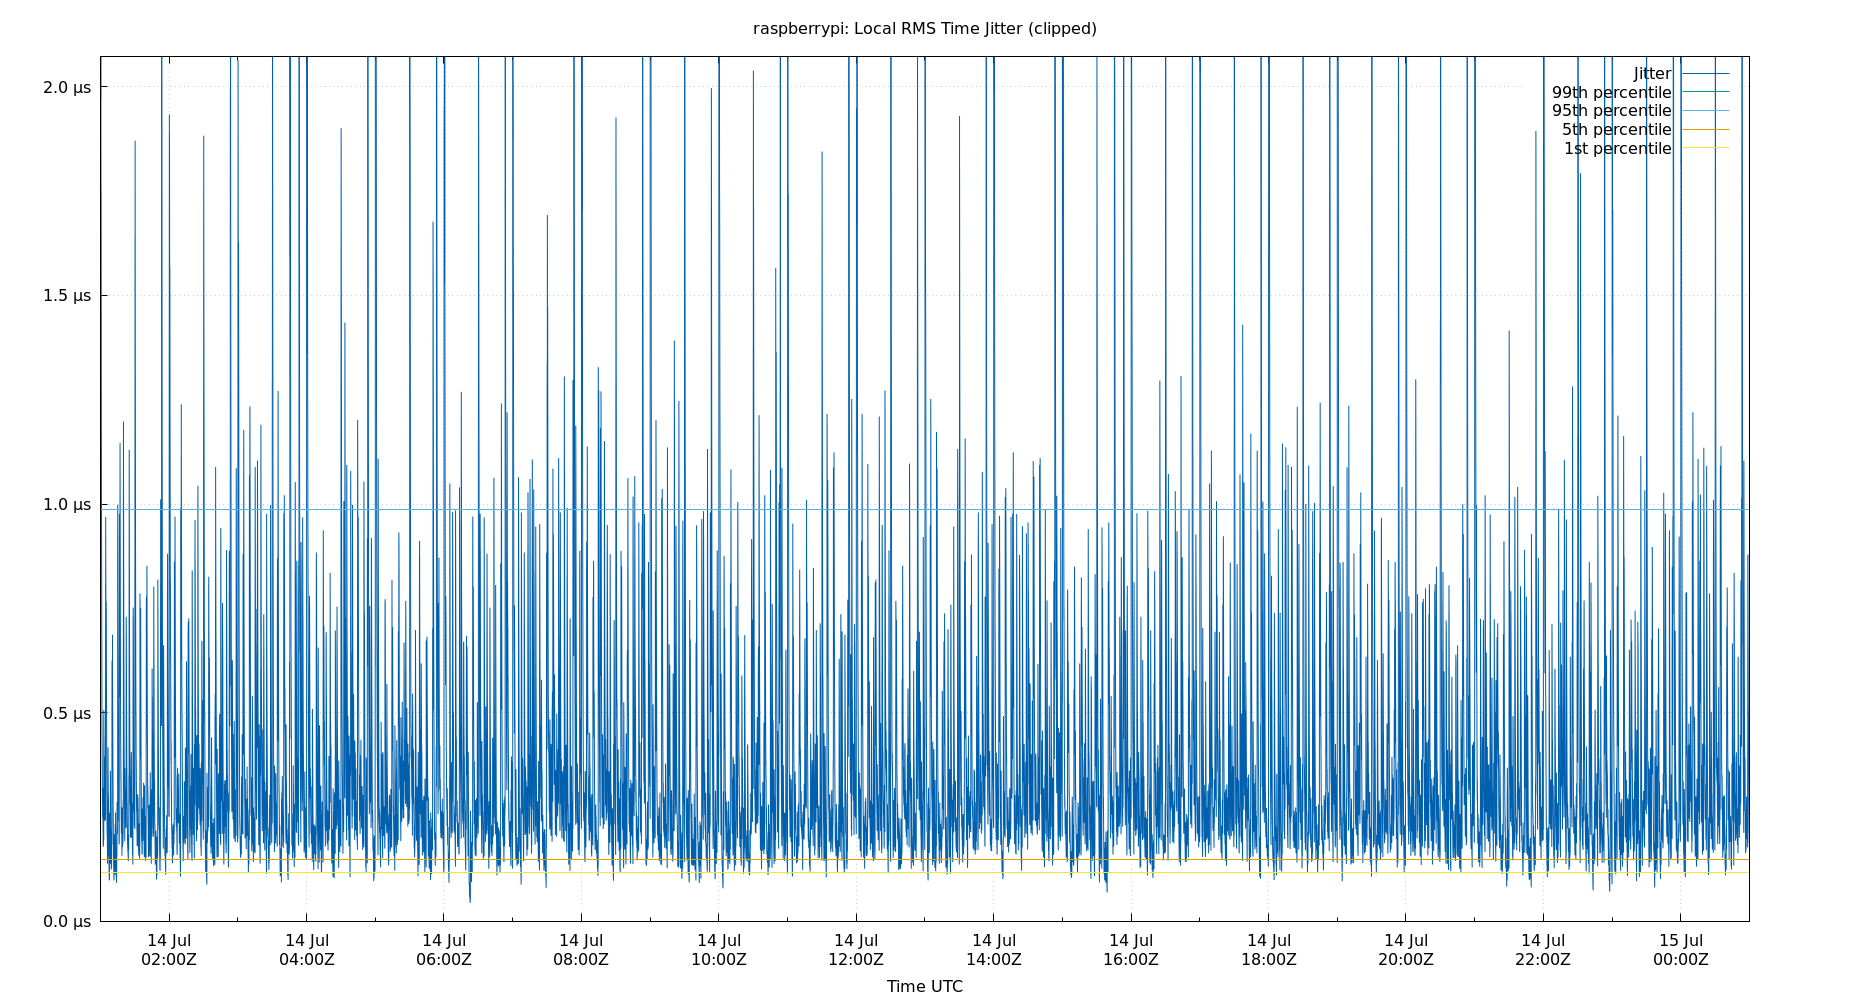 raspberrypi: Local RMS Time Jitter (clipped)
Jitter
99th percentile
95th percentile
5th percentile
1st percentile
2.0 µs
1.5 µs
1.0 µs
0.5 µs
0.0 µs
14 Jul 14 Jul 14 Jul 14 Jul 14 Jul 14 Jul 14 Jul 14 Jul 14 Jul 14 Jul 14 Jul 15 Jul
02:00Z 04:00Z 06:00Z 08:00Z 10:00Z 12:00Z 14:00Z 16:00Z 18:00Z 20:00Z 22:00Z 00:00Z
Time UTC